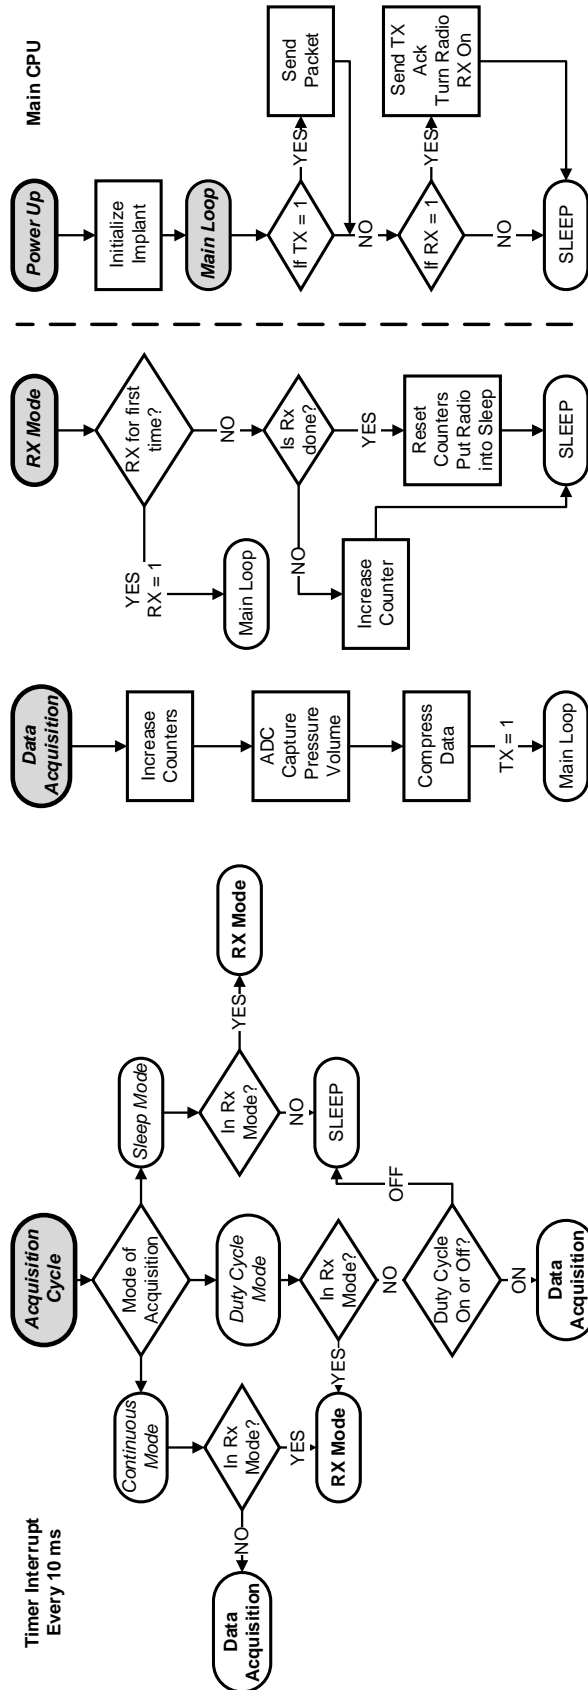 Timer Interrupt
Every 10 ms
Acquisition
Cycle
Mode of
Acquisition
Continuous
Mode
Duty Cycle
Mode
Sleep Mode
In Rx
Mode?
In Rx
Mode?
In Rx
Mode?
NO
YES
YES
NO
YES
NO
Data
Acquisition
RX Mode
RX Mode
SLEEP
Duty Cycle
On or Off?
OFF
ON
Data
Acquisition
Data
Acquisition
Increase
Counters
ADC
Capture
Pressure
Volume
Compress
Data
TX = 1
Main Loop
RX Mode
RX for first
time?
YES
RX = 1
NO
Main Loop
Is Rx
done?
NO
YES
Increase
Counter
Reset
Counters
Put Radio
into Sleep
SLEEP
Main CPU
Power Up
Initialize
Implant
Main Loop
If TX = 1
YES
Send
Packet
NO
If RX = 1
YES
Send TX
Ack
Turn Radio
RX On
NO
SLEEP